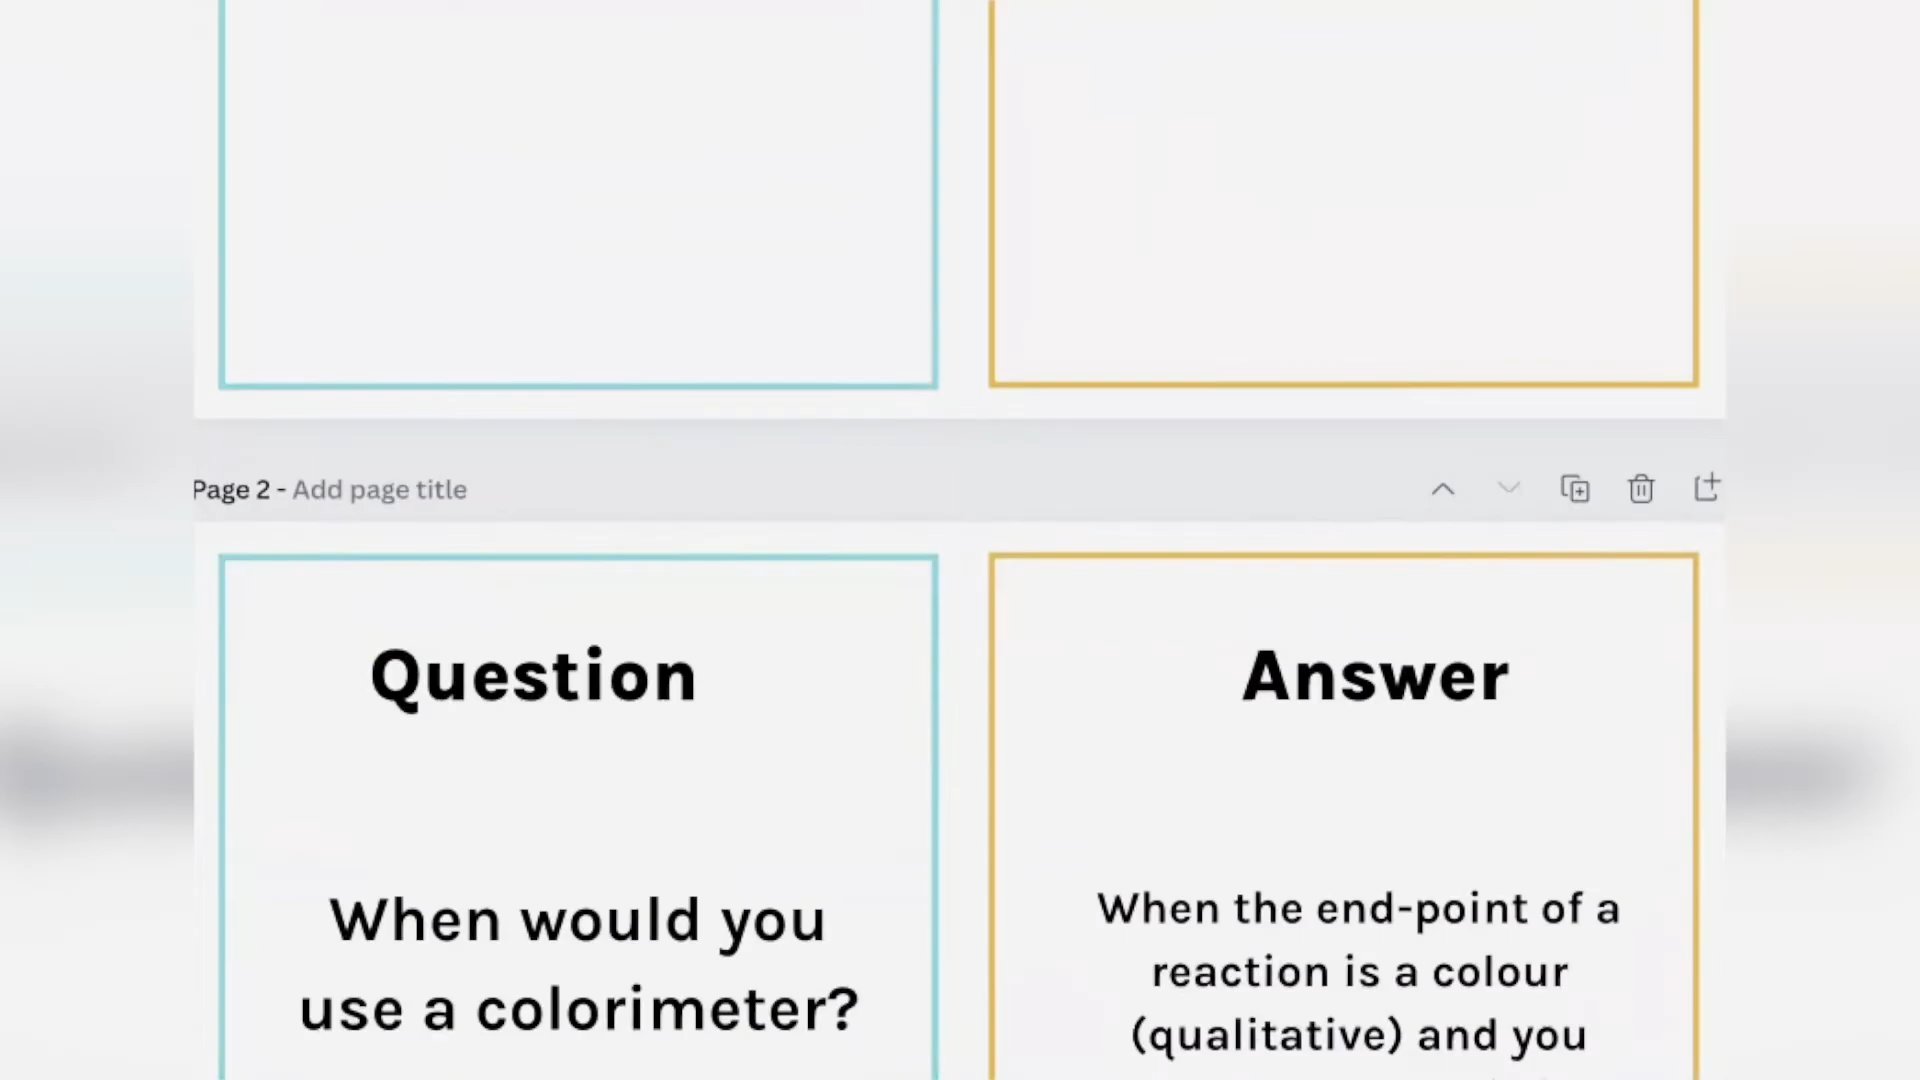 Page 2 - Add page title
Question
Answer
When would you
use a colorimeter?
When the end-point of a
reaction is a colour
(qualitative) and you